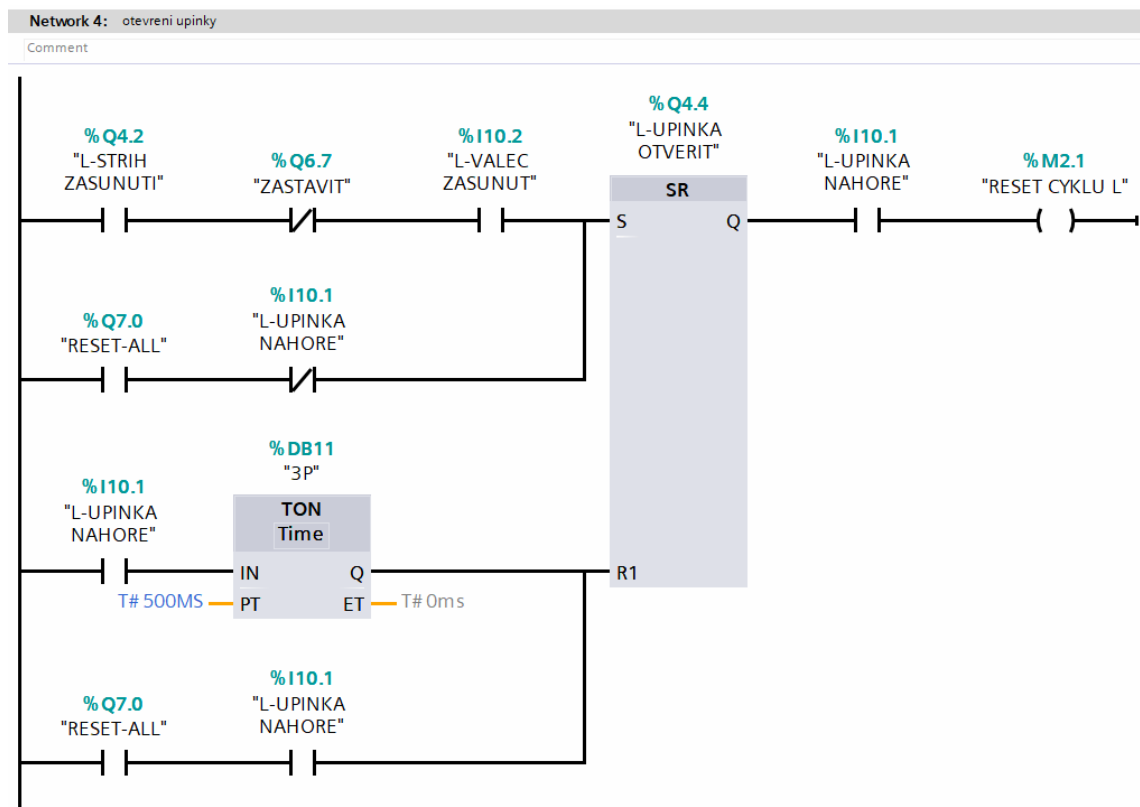 Network 4: otevreni upinky
Comment
%Q4.2
"L-STRIH
ZASUNUTI"
%Q6.7
"ZASTAVIT"
%I10.2
"L-VALEC
ZASUNUT"
%Q4.4
"L-UPINKA
OTVERIT"
SR
S
Q
R1
%I10.1
"L-UPINKA
NAHORE"
%M2.1
"RESET CYKLU L"
%Q7.0
"RESET-ALL"
%I10.1
"L-UPINKA
NAHORE"
%I10.1
"L-UPINKA
NAHORE"
%DB11
"3P"
TON
Time
IN
Q
T#500MS
PT
ET
T#0ms
%Q7.0
"RESET-ALL"
%I10.1
"L-UPINKA
NAHORE"